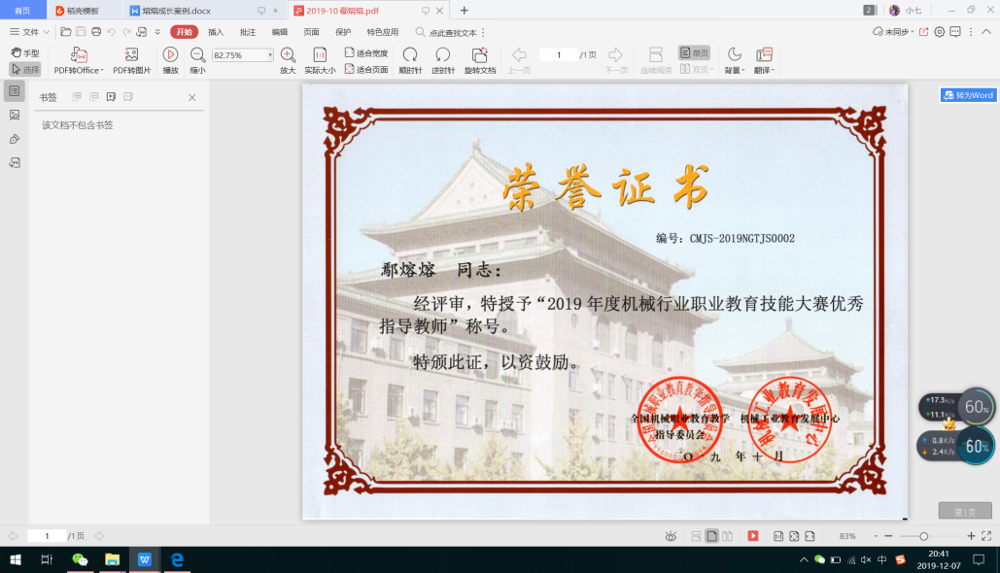 首页
稻壳模板
熔熔成长案例.docx
2019-10 鄢熔熔.pdf
2
小七
文件
开始
插入
批注
编辑
页面
保护
特色应用
点此查找文本
未同步
手型
选择
PDF转Office
PDF转图片
播放
缩小
82.75%
放大
实际大小
适合宽度
适合页面
顺时针
逆时针
旋转文档
上一页
1
/1页
下一页
连续阅读
单页
双页
背景
翻译
书签
该文档不包含书签
转为Word
荣誉证书
编号：CMJS-2019NGTJS0002
鄢熔熔 同志：
经评审，特授予“2019 年度机械行业职业教育技能大赛优秀
指导教师”称号。
特颁此证，以资鼓励。
全国机械职业教育教学
指导委员会
机械工业教育发展中心
〇 九 年 十 月
17.3K/s
11.1K/s
60%
0.8K/s
2.4K/s
60%
第1页
1
/1页
83%
中
20:41
2019-12-07